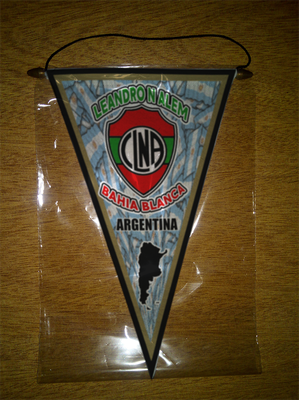 LEANDRO N ALEM
CLNA
BAHIA BLANCA
ARGENTINA